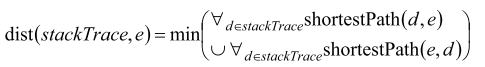 dist(stackTrace,e) = min(∀d∈stackTrace shortestPath(d,e)
∪ ∀d∈stackTrace shortestPath(e,d))